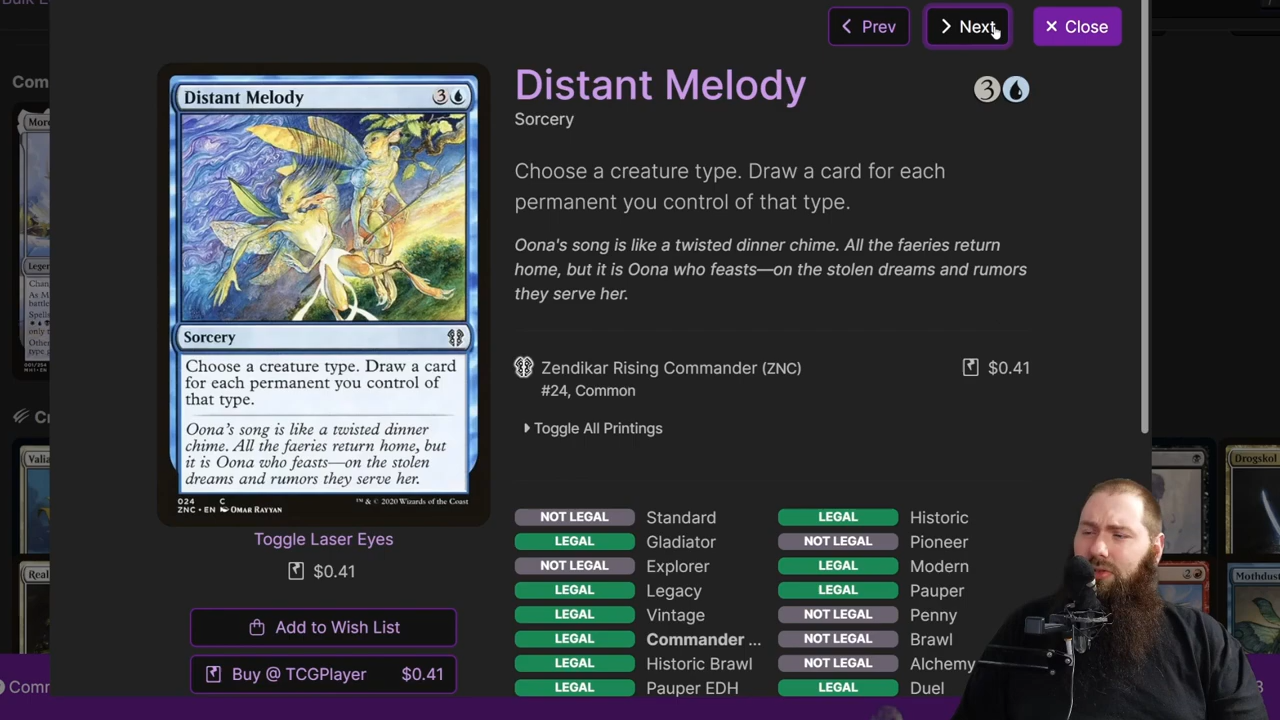 Prev
Next
Close
Com
Distant Melody 3
Distant Melody
Sorcery
Choose a creature type. Draw a card for each
permanent you control of that type.
Oona's song is like a twisted dinner chime. All the faeries return
home, but it is Oona who feasts—on the stolen dreams and rumors
they serve her.
Sorcery
Choose a creature type. Draw a card
for each permanent you control of
that type.
Oona's song is like a twisted dinner
chime. All the faeries return home, but
it is Oona who feasts—on the stolen
dreams and rumors they serve her.
024 C
ZNC • EN OMAR RAYYAN
™ & © 2020 Wizards of the Coast
Toggle Laser Eyes
$0.41
Add to Wish List
Buy @ TCGPlayer $0.41
3
Zendikar Rising Commander (ZNC) $0.41
#24, Common
Toggle All Printings
NOT LEGAL Standard LEGAL Historic
LEGAL Gladiator NOT LEGAL Pioneer
NOT LEGAL Explorer LEGAL Modern
LEGAL Legacy LEGAL Pauper
LEGAL Vintage NOT LEGAL Penny
LEGAL Commander ... NOT LEGAL Brawl
LEGAL Historic Brawl NOT LEGAL Alchemy
LEGAL Pauper EDH LEGAL Duel
Drogskol
Mothdust
Comm